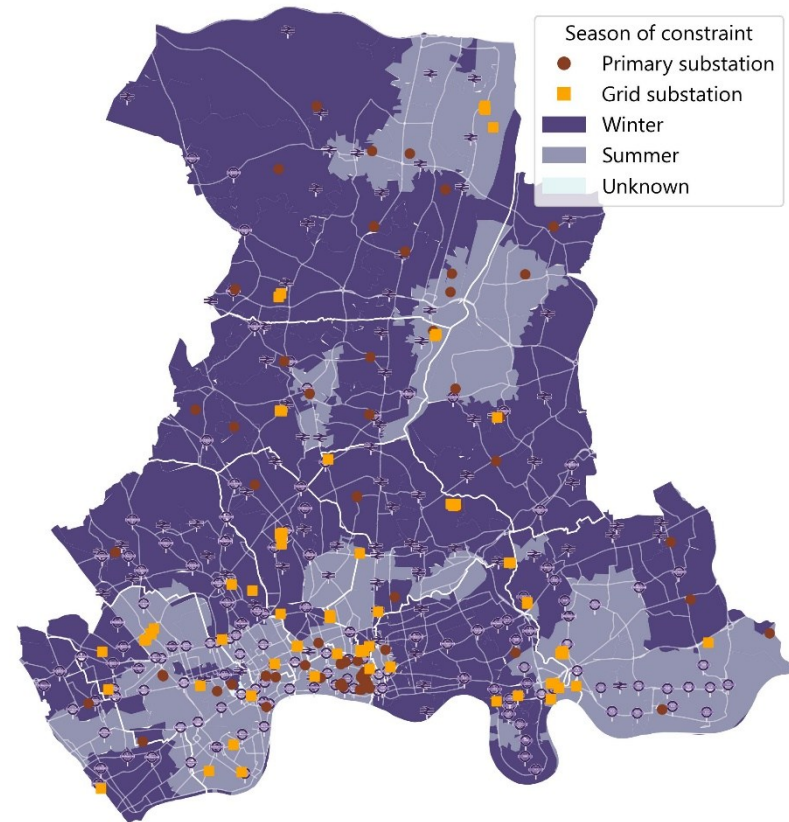 Season of constraint
Primary substation
Grid substation
Winter
Summer
Unknown